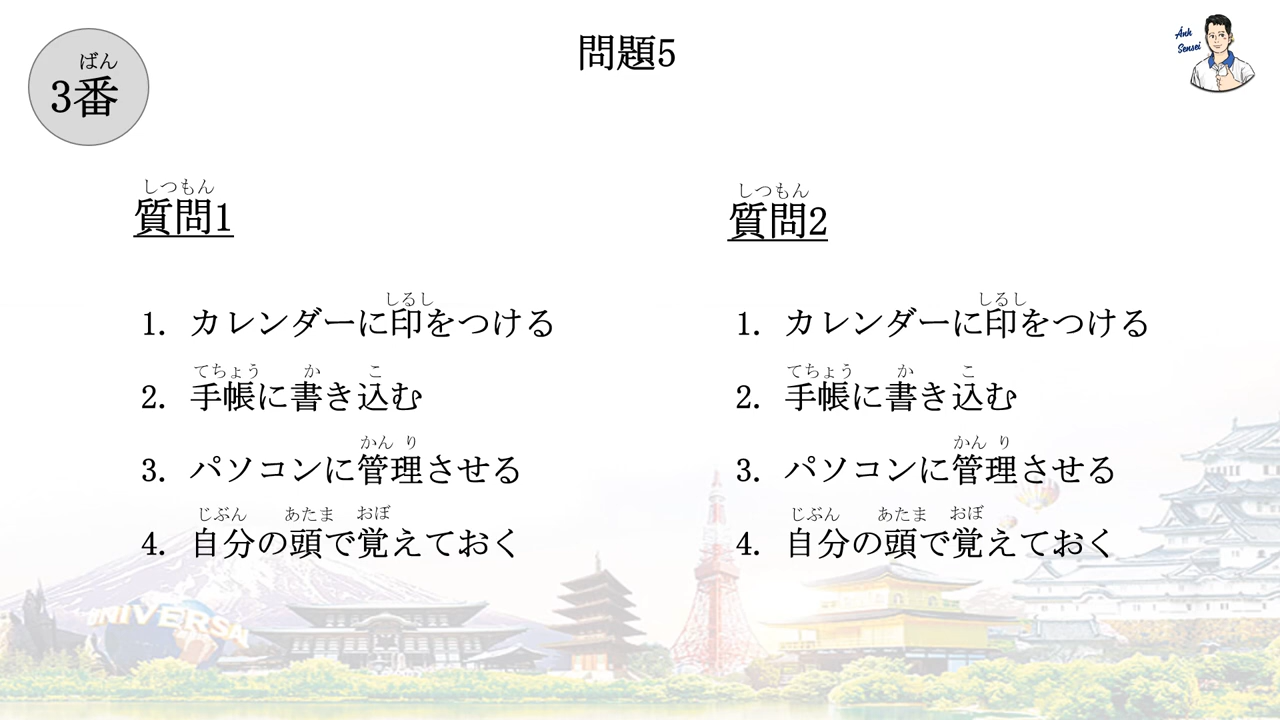 ばん
3番
問題5
Ánh
Sensei
しつもん
質問1
しるし
1. カレンダーに印をつける
てちょう か こ
2. 手帳に書き込む
かん り
3. パソコンに管理させる
じぶん あたま おぼ
4. 自分の頭で覚えておく
しつもん
質問2
しるし
1. カレンダーに印をつける
てちょう か こ
2. 手帳に書き込む
かん り
3. パソコンに管理させる
じぶん あたま おぼ
4. 自分の頭で覚えておく
UNIVERSAL